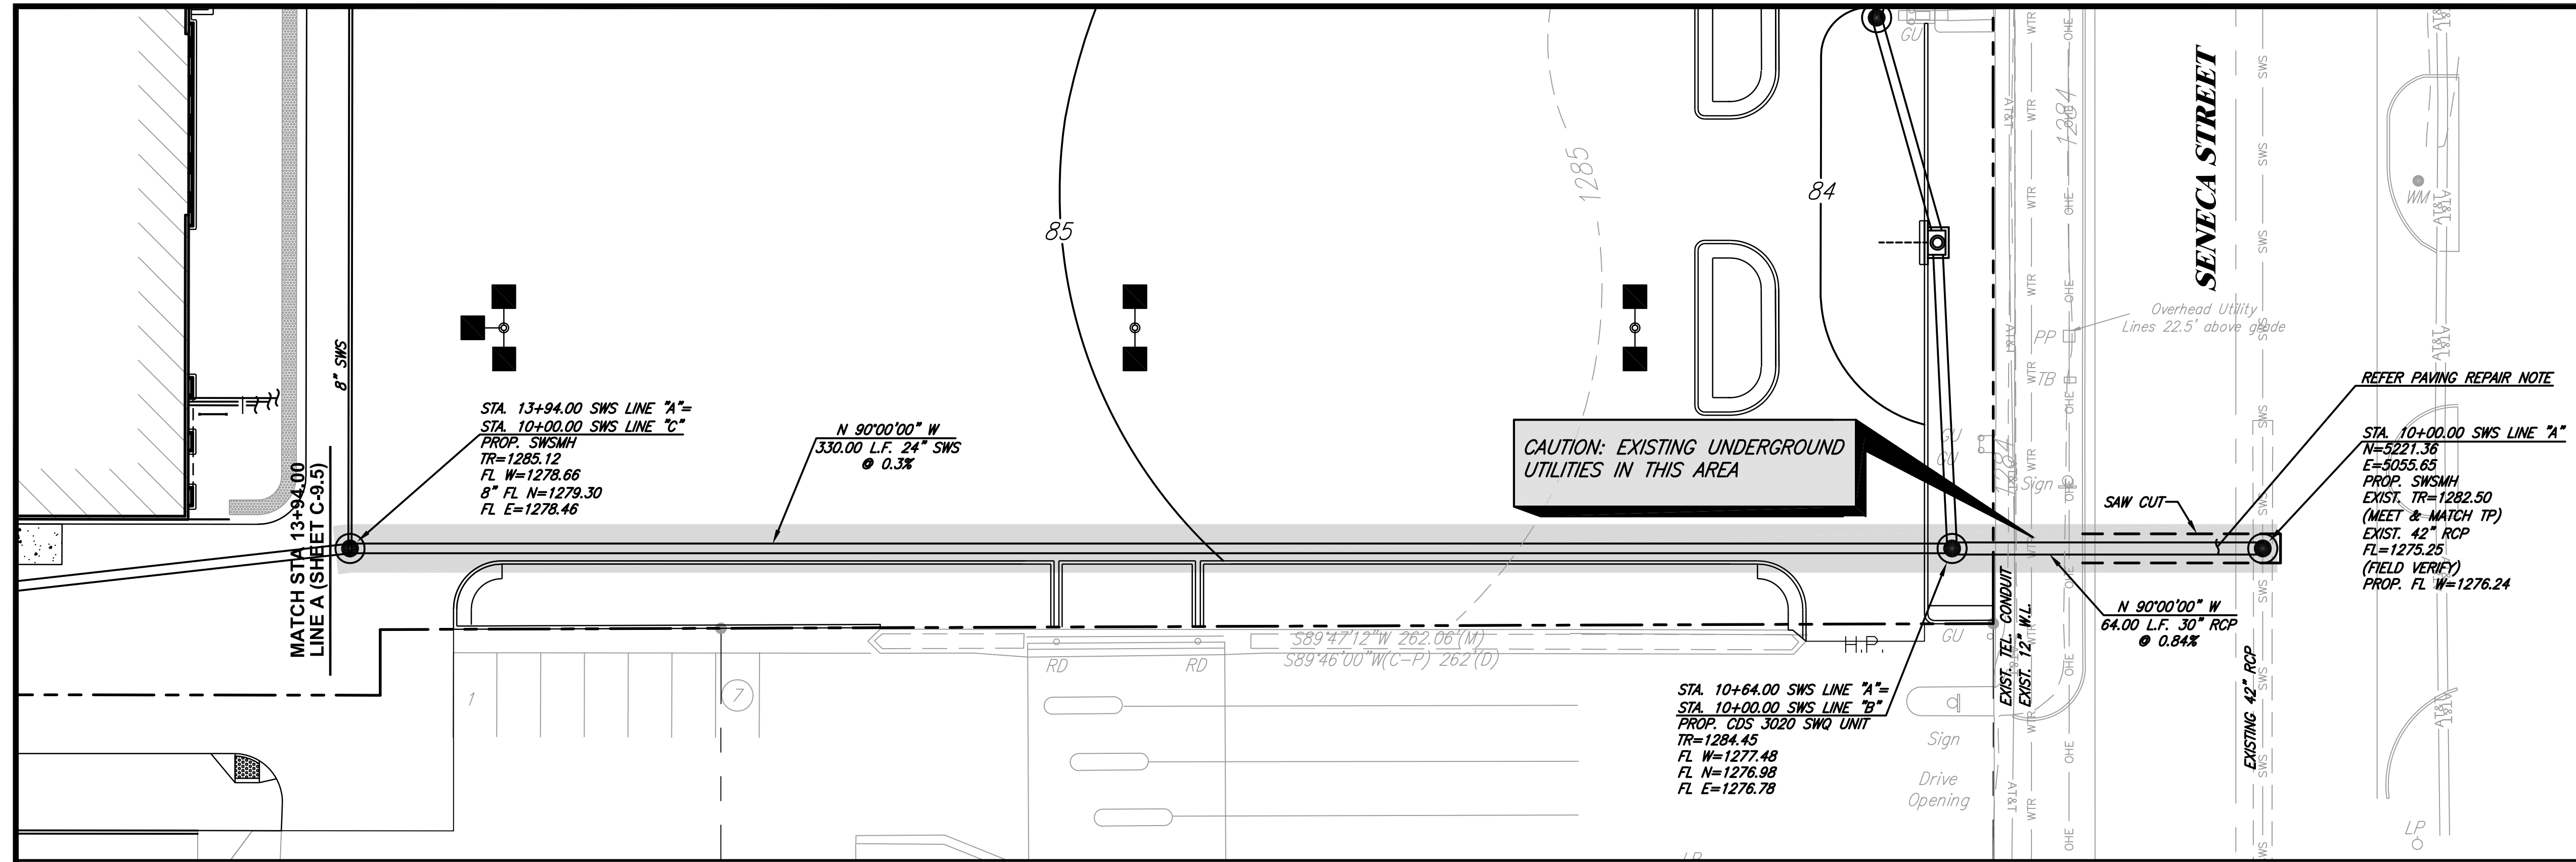 MATCH STA 13+94.00
LINE A (SHEET C-9.5)
8" SWS
STA. 13+94.00 SWS LINE "A"=
STA. 10+00.00 SWS LINE "C"
PROP. SWSMH
TR=1285.12
FL W=1278.66
8" FL N=1279.30
FL E=1278.46
N 90°00'00" W
330.00 L.F. 24" SWS
@ 0.3%
85
1285
84
CAUTION: EXISTING UNDERGROUND
UTILITIES IN THIS AREA
GU
GU
GU
GU
1284
1284
SENECA STREET
Overhead Utility
Lines 22.5' above grade
PP
TB
Sign
WM
SAW CUT
REFER PAVING REPAIR NOTE
STA. 10+00.00 SWS LINE "A"
N=5221.36
E=5055.65
PROP. SWSMH
EXIST. TR=1282.50
(MEET & MATCH TP)
EXIST. 42" RCP
FL=1275.25
(FIELD VERIFY)
PROP. FL W=1276.24
N 90°00'00" W
64.00 L.F. 30" RCP
@ 0.84%
EXIST. TEL. CONDUIT
EXIST. 12" W.L.
EXISTING 42" RCP
STA. 10+64.00 SWS LINE "A"=
STA. 10+00.00 SWS LINE "B"
PROP. CDS 3020 SWQ UNIT
TR=1284.45
FL W=1277.48
FL N=1276.98
FL E=1276.78
S89°47'12"W 262.06'(M)
S89°46'00"W(C-P) 262'(D)
H.P.
RD
RD
1
7
Sign
Drive
Opening
LP
AT&T
WTR
OHE
SWS
AT&T